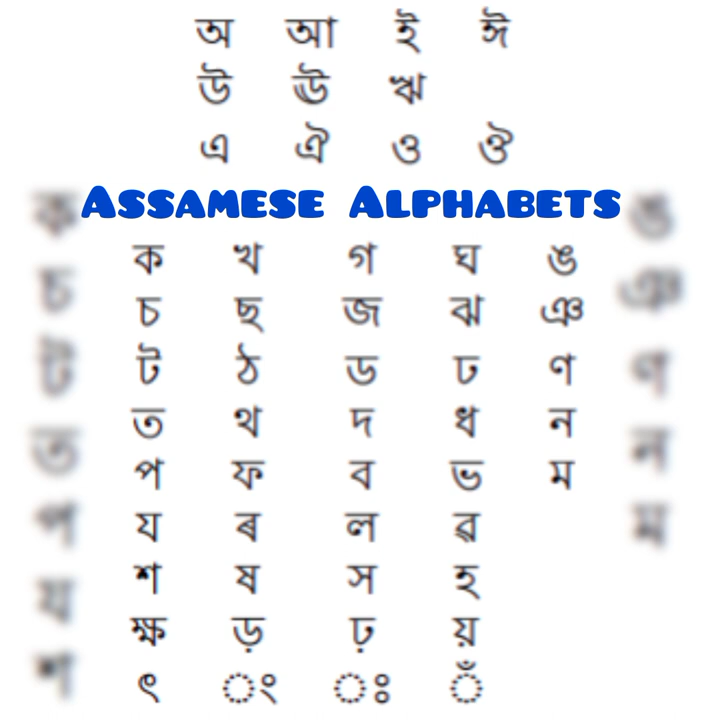 অ আ ই ঈ
উ ঊ ঋ
এ ঐ ও ঔ
ASSAMESE ALPHABETS
ক খ গ ঘ ঙ
চ ছ জ ঝ ঞ
ট ঠ ড ঢ ণ
ত থ দ ধ ন
প ফ ব ভ ম
য ৰ ল ৱ
শ ষ স হ
ক্ষ ড় ঢ় য়
ৎ ং ঃ ঁ